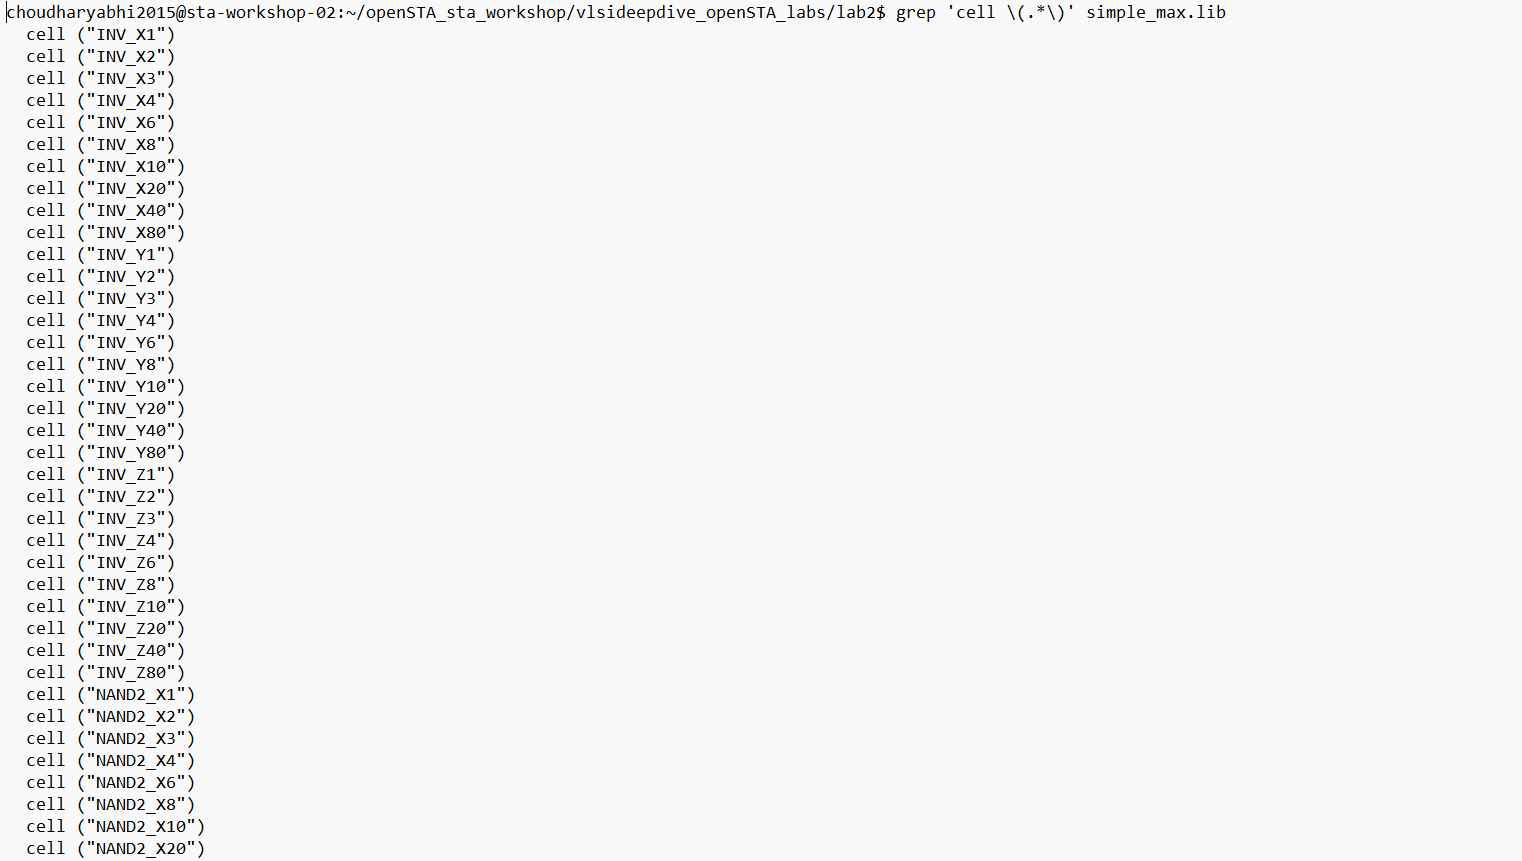 choudharyabhi2015@sta-workshop-02:~/openSTA_sta_workshop/vlsideepdive_openSTA_labs/lab2$ grep 'cell \(.*\)' simple_max.lib
  cell ("INV_X1")
  cell ("INV_X2")
  cell ("INV_X3")
  cell ("INV_X4")
  cell ("INV_X6")
  cell ("INV_X8")
  cell ("INV_X10")
  cell ("INV_X20")
  cell ("INV_X40")
  cell ("INV_X80")
  cell ("INV_Y1")
  cell ("INV_Y2")
  cell ("INV_Y3")
  cell ("INV_Y4")
  cell ("INV_Y6")
  cell ("INV_Y8")
  cell ("INV_Y10")
  cell ("INV_Y20")
  cell ("INV_Y40")
  cell ("INV_Y80")
  cell ("INV_Z1")
  cell ("INV_Z2")
  cell ("INV_Z3")
  cell ("INV_Z4")
  cell ("INV_Z6")
  cell ("INV_Z8")
  cell ("INV_Z10")
  cell ("INV_Z20")
  cell ("INV_Z40")
  cell ("INV_Z80")
  cell ("NAND2_X1")
  cell ("NAND2_X2")
  cell ("NAND2_X3")
  cell ("NAND2_X4")
  cell ("NAND2_X6")
  cell ("NAND2_X8")
  cell ("NAND2_X10")
  cell ("NAND2_X20")